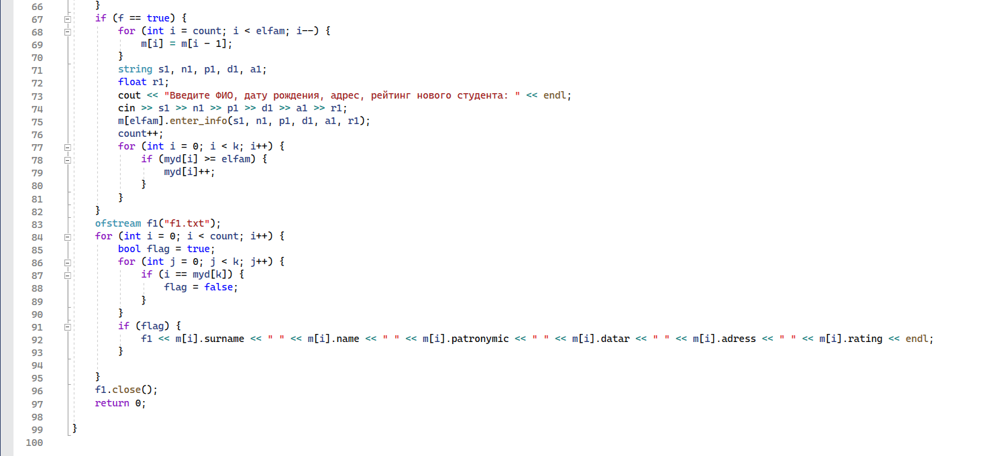 66 }
67 if (f == true) {
68 for (int i = count; i < elfam; i--) {
69 m[i] = m[i - 1];
70 }
71 string s1, n1, p1, d1, a1;
72 float r1;
73 cout << "Введите ФИО, дату рождения, адрес, рейтинг нового студента: " << endl;
74 cin >> s1 >> n1 >> p1 >> d1 >> a1 >> r1;
75 m[elfam].enter_info(s1, n1, p1, d1, a1, r1);
76 count++;
77 for (int i = 0; i < k; i++) {
78 if (myd[i] >= elfam) {
79 myd[i]++;
80 }
81 }
82 }
83 ofstream f1("f1.txt");
84 for (int i = 0; i < count; i++) {
85 bool flag = true;
86 for (int j = 0; j < k; j++) {
87 if (i == myd[k]) {
88 flag = false;
89 }
90 }
91 if (flag) {
92 f1 << m[i].surname << " " << m[i].name << " " << m[i].patronymic << " " << m[i].datar << " " << m[i].adress << " " << m[i].rating << endl;
93 }
94
95 }
96 f1.close();
97 return 0;
98
99 }
100